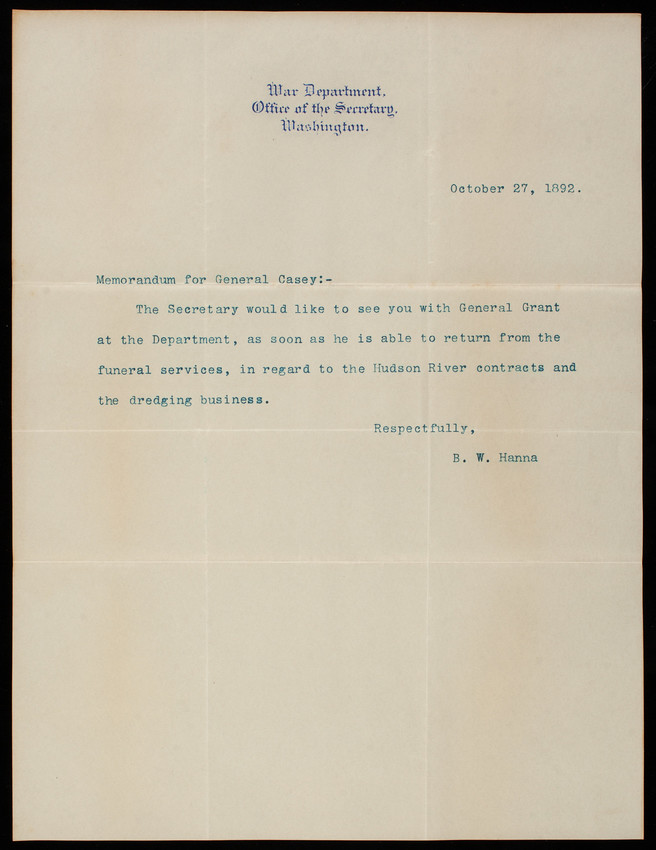 War Department,
Office of the Secretary,
Washington.
October 27, 1892.
Memorandum for General Casey:-
The Secretary would like to see you with General Grant
at the Department, as soon as he is able to return from the
funeral services, in regard to the Hudson River contracts and
the dredging business.
Respectfully,
B. W. Hanna